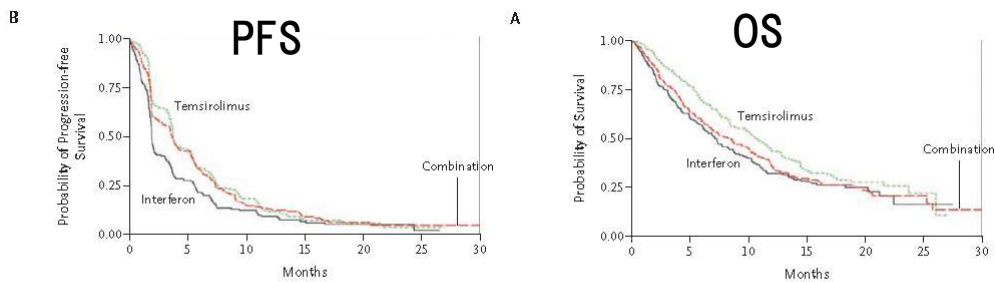 B
PFS
Probability of Progression-free
Survival
1.00
0.75
0.50
0.25
0.00
Temsirolimus
Interferon
Combination
0 5 10 15 20 25 30
Months
A
OS
Probability of Survival
1.00
0.75
0.50
0.25
0.00
Temsirolimus
Interferon
Combination
0 5 10 15 20 25 30
Months